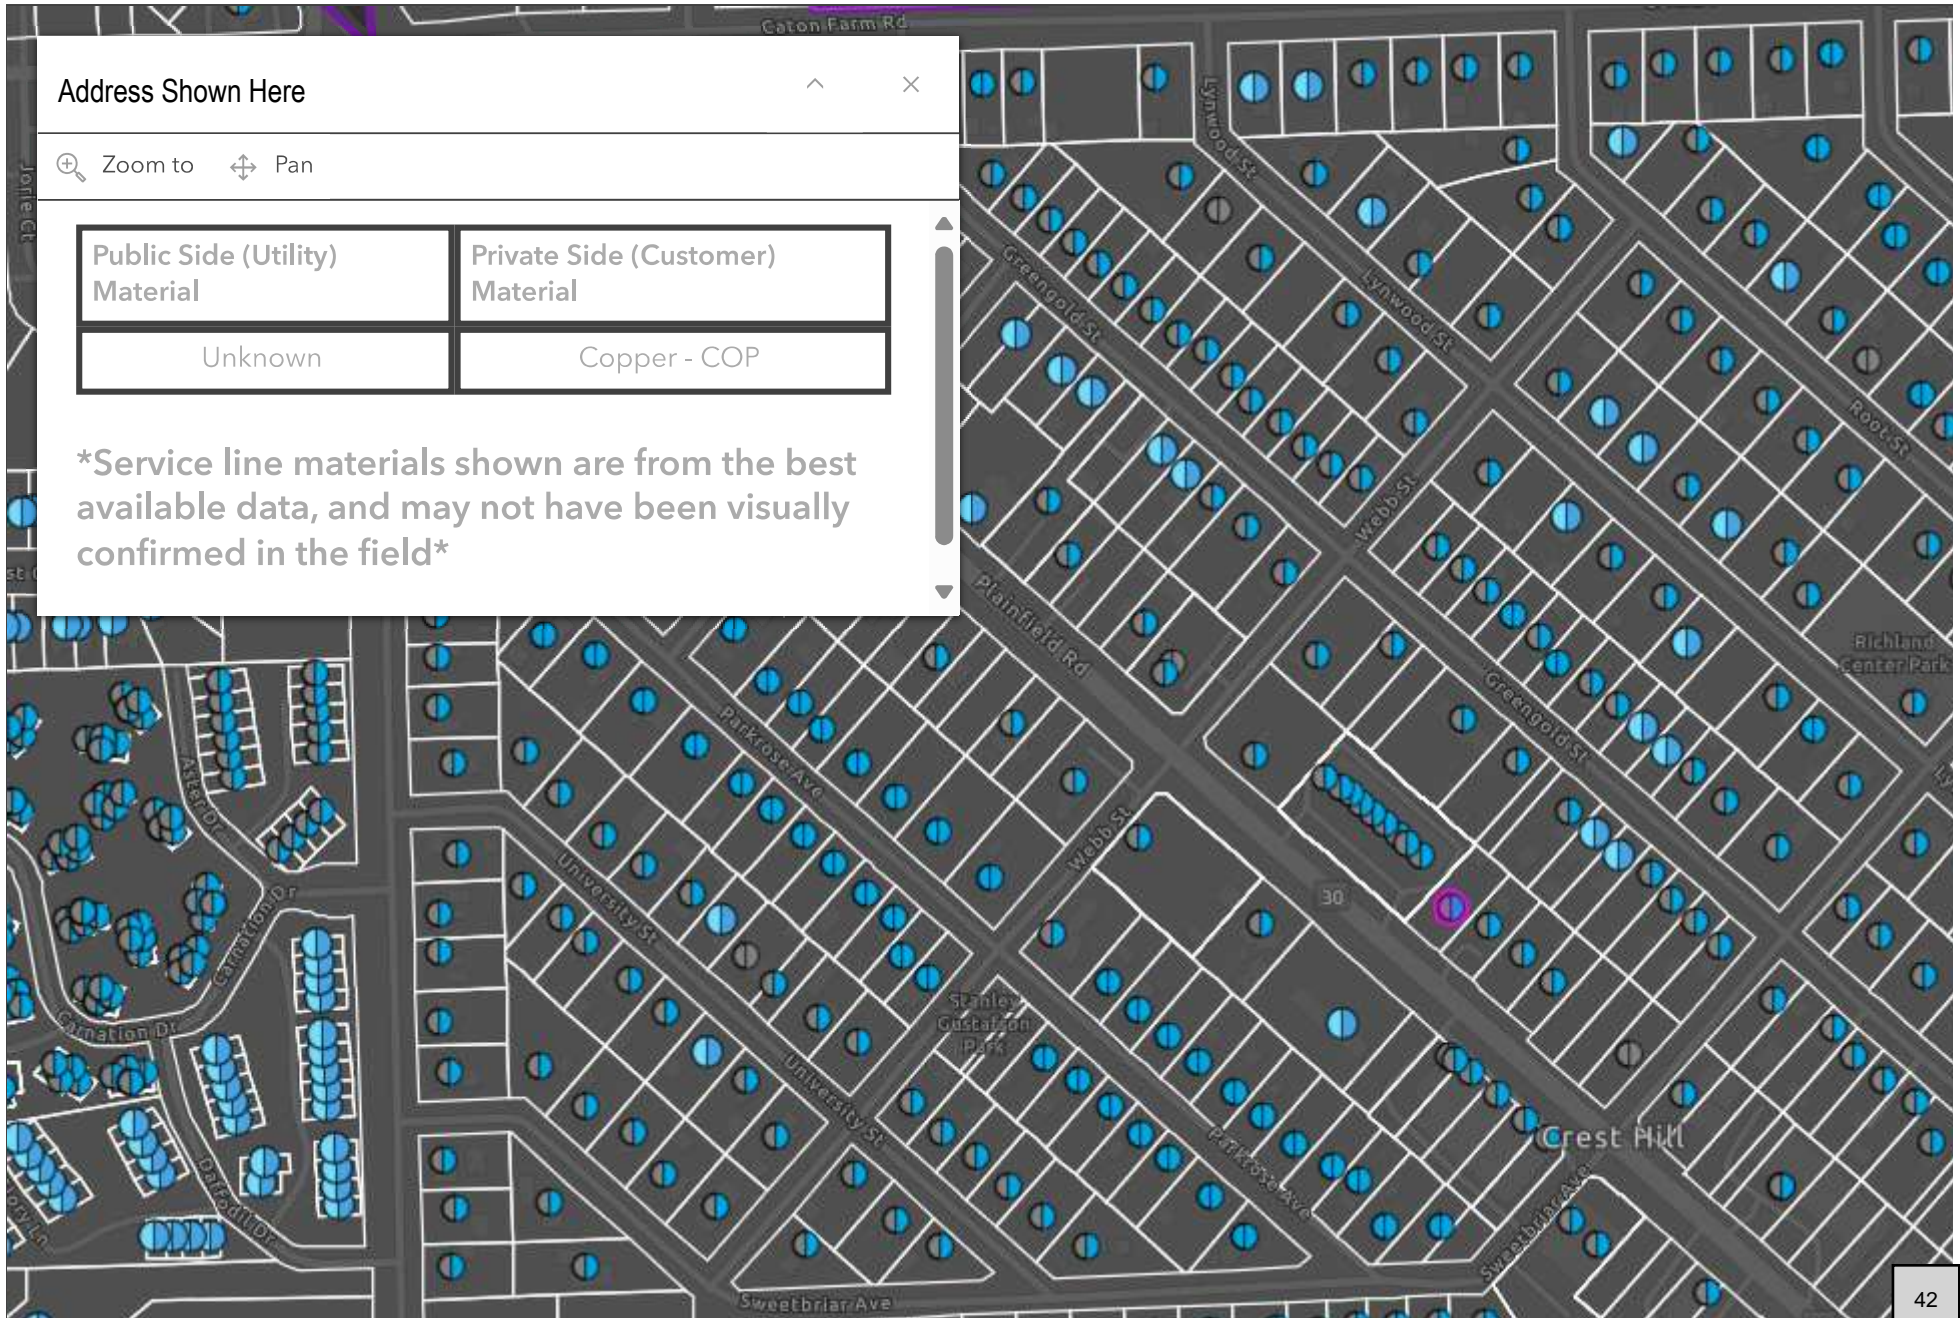 Caton Farm Rd
Address Shown Here
Zoom to
Pan
Public Side (Utility)
Material
Private Side (Customer)
Material
Unknown
Copper - COP
*Service line materials shown are from the best
available data, and may not have been visually
confirmed in the field*
Jorie Ct
Lynwood St
Greengold St
Lynwood St
Root St
Webb St
Plainfield Rd
Richland
Center Park
Greengold St
Parkrose Ave
Aster Dr
Webb St
University St
30
Carnation Dr
Stanley
Gustafson
Park
Carnation Dr
University St
Crest Hill
Parkrose Ave
Daffodil Dr
Sweetbriar Ave
Sweetbriar Ave
42